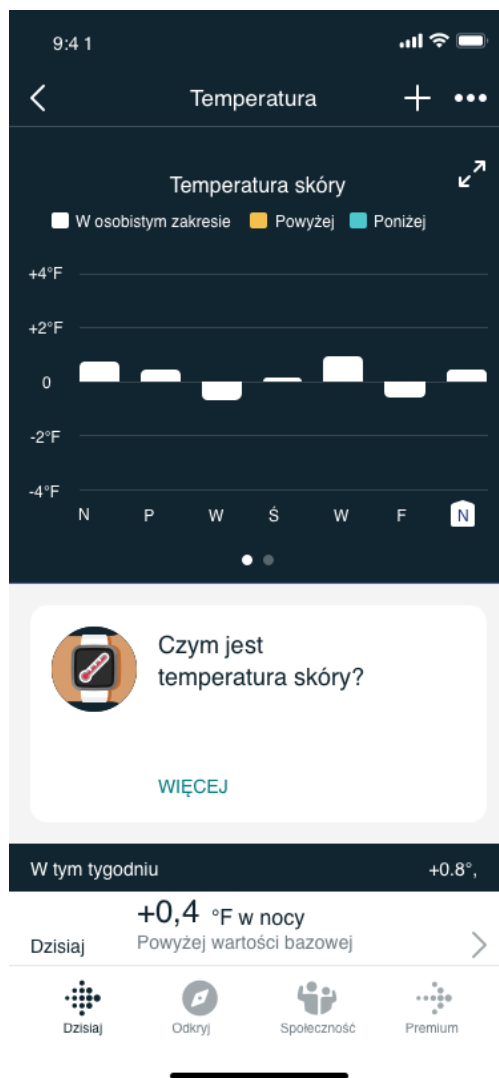 9:4 1
Temperatura
Temperatura skóry
W osobistym zakresie Powyżej Poniżej
+4°F
+2°F
0
-2°F
-4°F
N P W Ś W F N
Czym jest
temperatura skóry?
WIĘCEJ
W tym tygodniu +0.8°,
+0,4 °F w nocy
Dzisiaj Powyżej wartości bazowej
Dzisiaj Odkryj Społeczność Premium